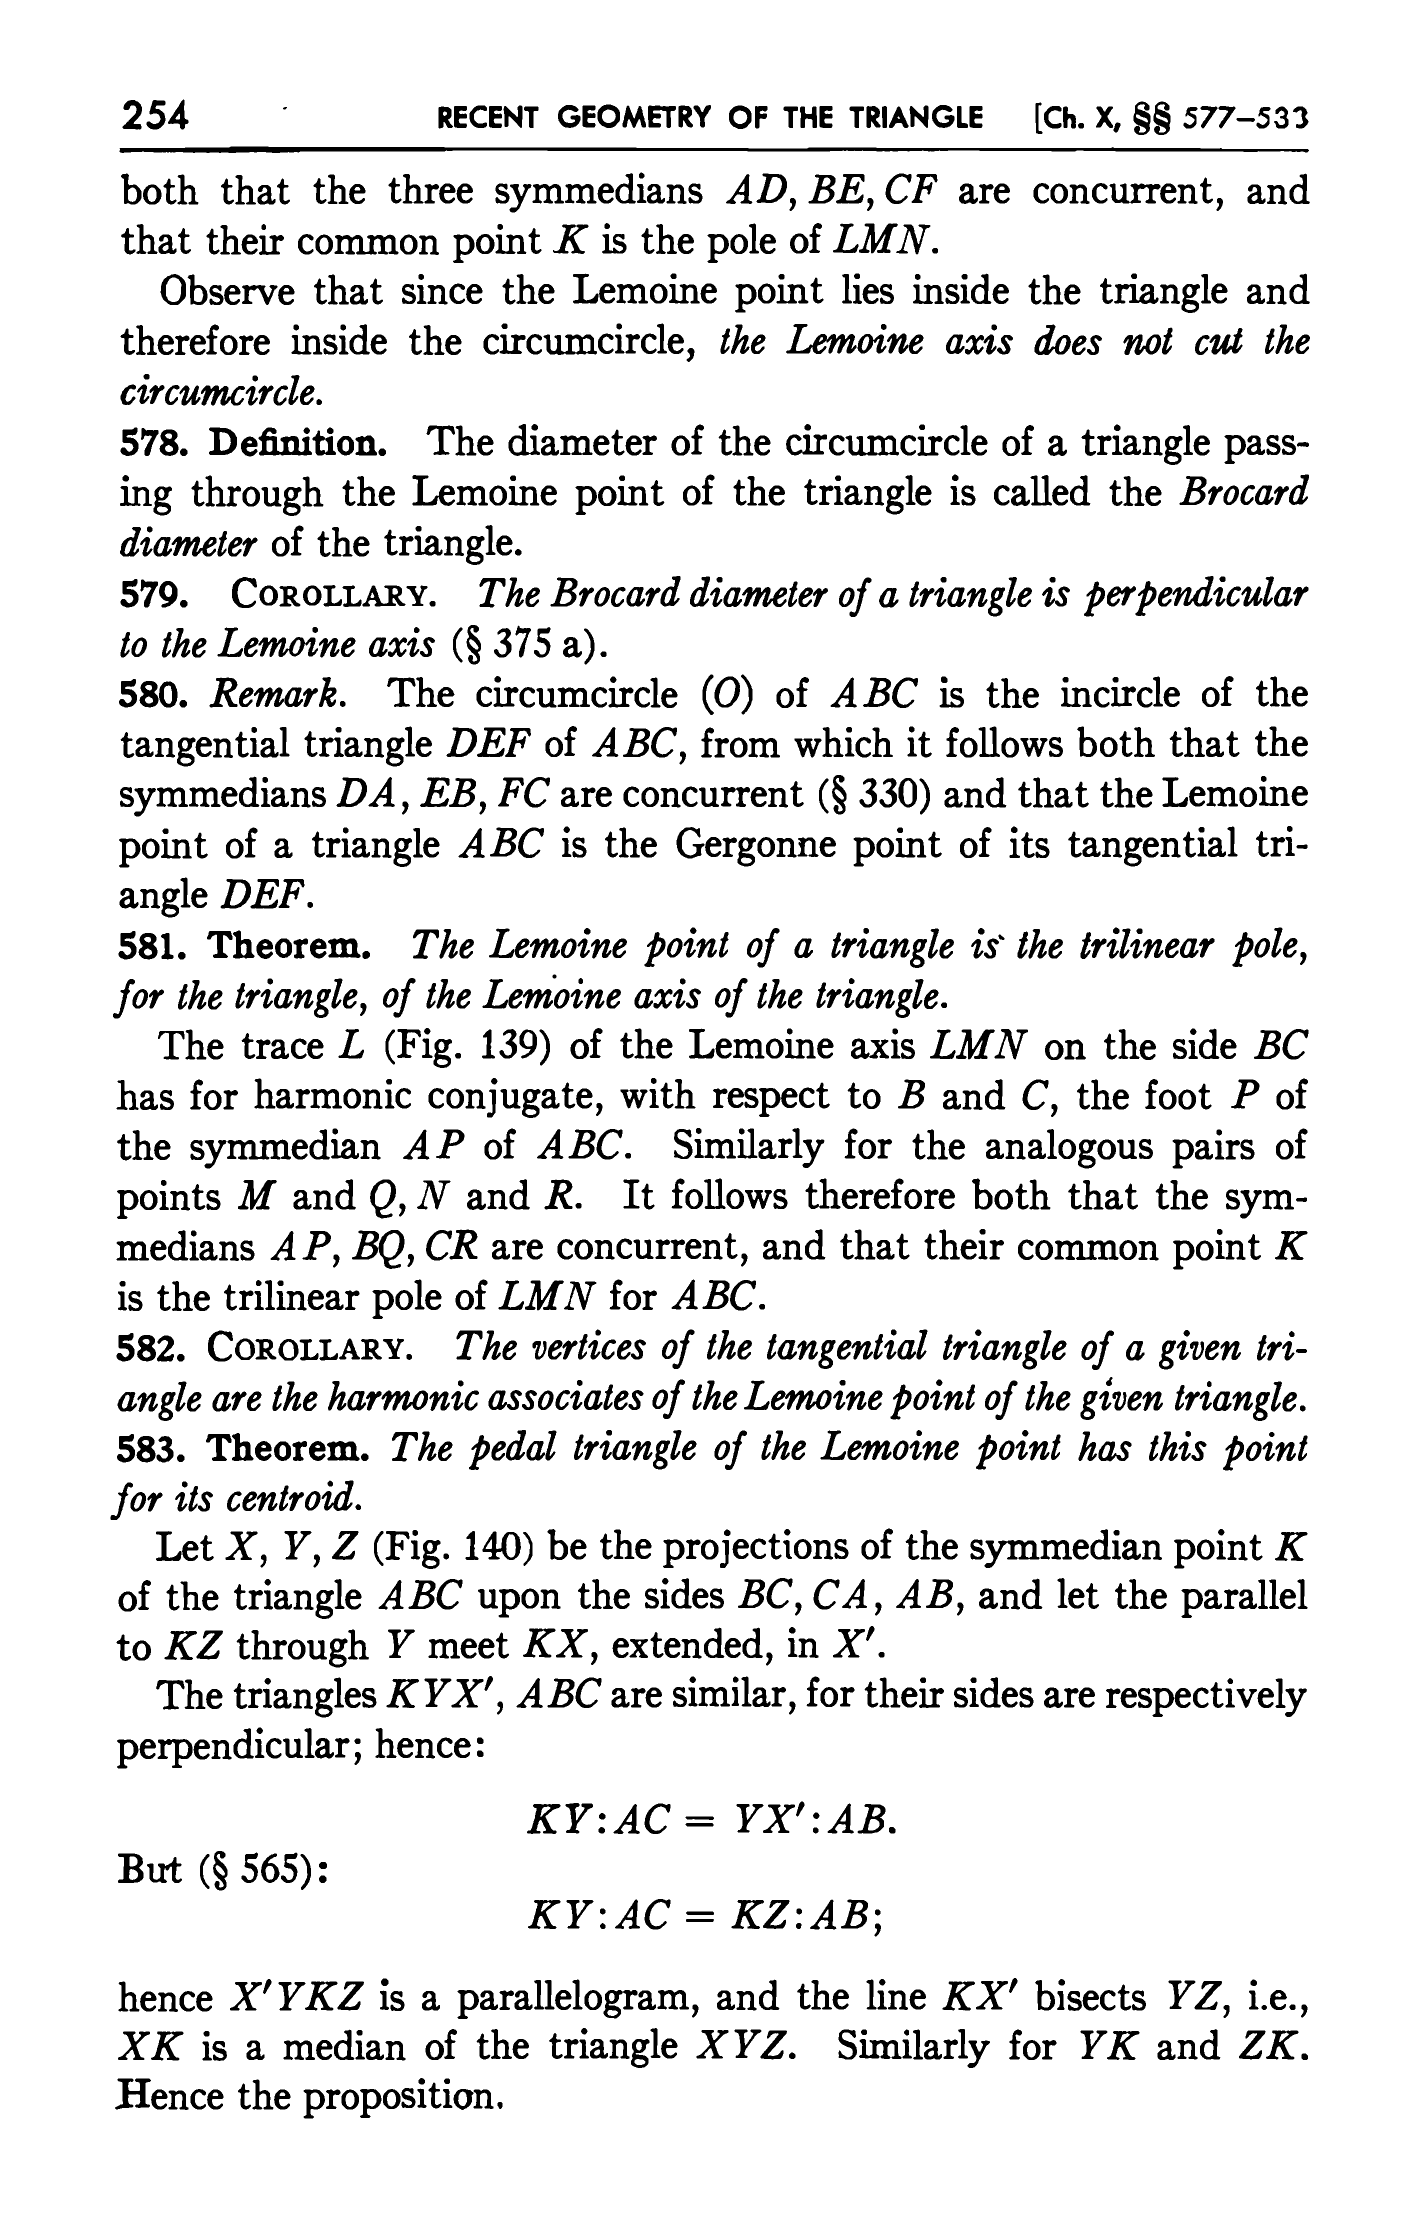 254 RECENT GEOMETRY OF THE TRIANGLE [Ch. X, §§ 577–533
both that the three symmedians AD, BE, CF are concurrent, and
that their common point K is the pole of LMN.
Observe that since the Lemoine point lies inside the triangle and
therefore inside the circumcircle, the Lemoine axis does not cut the
circumcircle.
578. Definition. The diameter of the circumcircle of a triangle pass-
ing through the Lemoine point of the triangle is called the Brocard
diameter of the triangle.
579. COROLLARY. The Brocard diameter of a triangle is perpendicular
to the Lemoine axis (§ 375 a).
580. Remark. The circumcircle (O) of ABC is the incircle of the
tangential triangle DEF of ABC, from which it follows both that the
symmedians DA, EB, FC are concurrent (§ 330) and that the Lemoine
point of a triangle ABC is the Gergonne point of its tangential tri-
angle DEF.
581. Theorem. The Lemoine point of a triangle is the trilinear pole,
for the triangle, of the Lemoine axis of the triangle.
The trace L (Fig. 139) of the Lemoine axis LMN on the side BC
has for harmonic conjugate, with respect to B and C, the foot P of
the symmedian AP of ABC. Similarly for the analogous pairs of
points M and Q, N and R. It follows therefore both that the sym-
medians AP, BQ, CR are concurrent, and that their common point K
is the trilinear pole of LMN for ABC.
582. COROLLARY. The vertices of the tangential triangle of a given tri-
angle are the harmonic associates of the Lemoine point of the given triangle.
583. Theorem. The pedal triangle of the Lemoine point has this point
for its centroid.
Let X, Y, Z (Fig. 140) be the projections of the symmedian point K
of the triangle ABC upon the sides BC, CA, AB, and let the parallel
to KZ through Y meet KX, extended, in X'.
The triangles KYX', ABC are similar, for their sides are respectively
perpendicular; hence:
KY:AC = YX':AB.
But (§ 565):
KY:AC = KZ:AB;
hence X'YKZ is a parallelogram, and the line KX' bisects YZ, i.e.,
XK is a median of the triangle XYZ. Similarly for YK and ZK.
Hence the proposition.